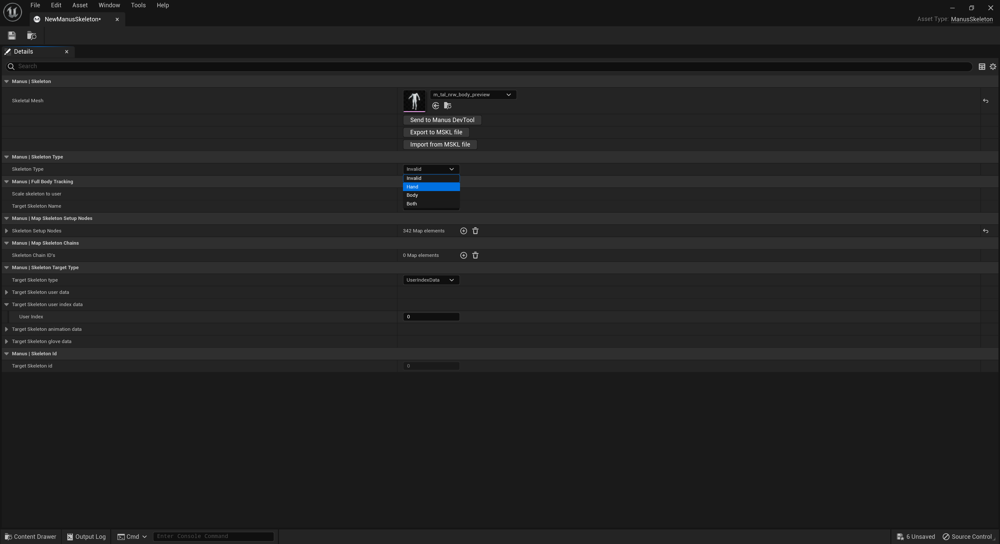 File Edit Asset Window Tools Help
NewManusSkeleton*
Asset Type: ManusSkeleton
Details
Search
Manus | Skeleton
Skeletal Mesh
m_tal_nrw_body_preview
Send to Manus DevTool
Export to MSKL file
Import from MSKL file
Manus | Skeleton Type
Skeleton Type
Invalid
Manus | Full Body Tracking
Invalid
Hand
Scale skeleton to user
Body
Target Skeleton Name
Both
Manus | Map Skeleton Setup Nodes
Skeleton Setup Nodes
342 Map elements
Manus | Map Skeleton Chains
Skeleton Chain ID's
0 Map elements
Manus | Skeleton Target Type
Target Skeleton type
UserIndexData
Target Skeleton user data
Target Skeleton user index data
User Index
0
Target Skeleton animation data
Target Skeleton glove data
Manus | Skeleton Id
Target Skeleton id
0
Content Drawer
Output Log
Cmd
Enter Console Command
6 Unsaved
Source Control